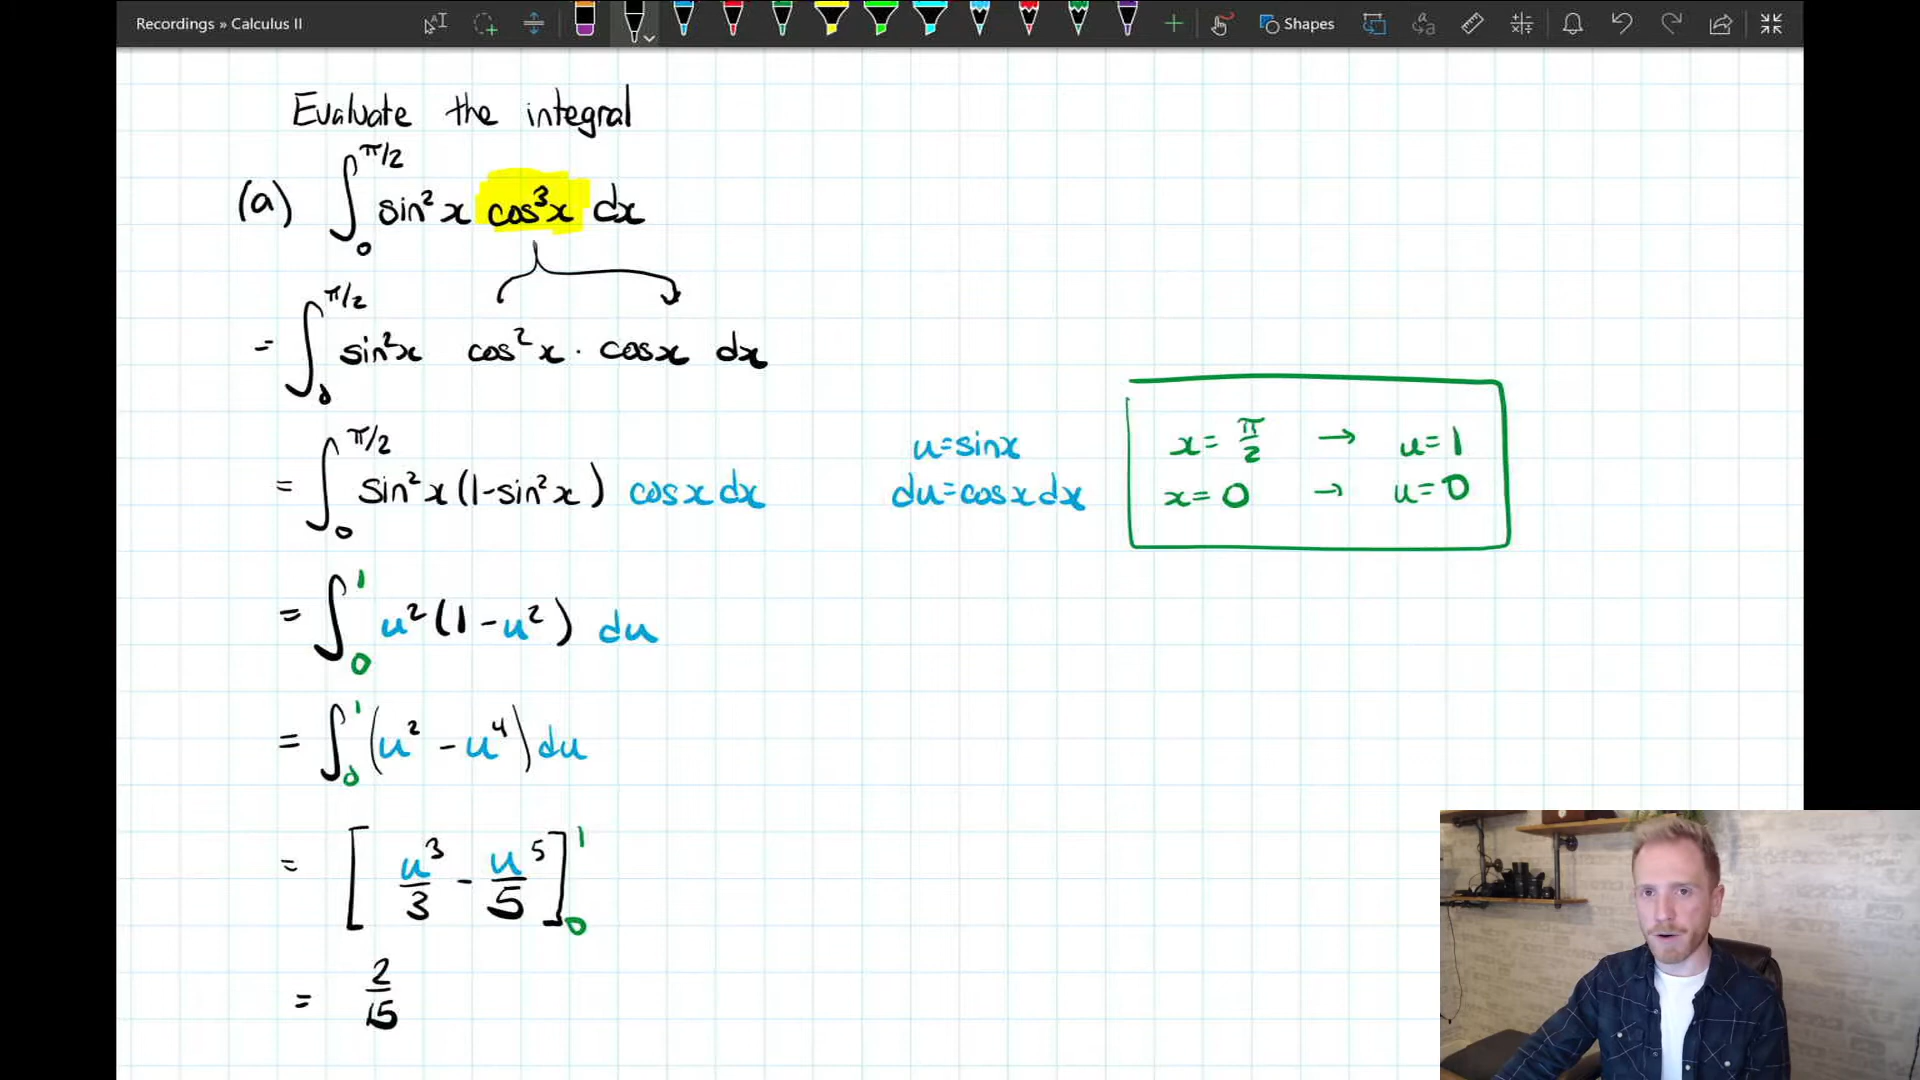 Recordings » Calculus II
Shapes
Evaluate the integral
(a) ∫₀^{π/2} sin²x cos³x dx
= ∫₀^{π/2} sin²x cos²x · cosx dx
= ∫₀^{π/2} sin²x(1-sin²x) cosx dx
u=sinx
du=cosx dx
x=π/2 → u=1
x=0 → u=0
= ∫₀¹ u²(1-u²) du
= ∫₀¹ (u² - u⁴) du
= [u³/3 - u⁵/5]₀¹
= 2/15